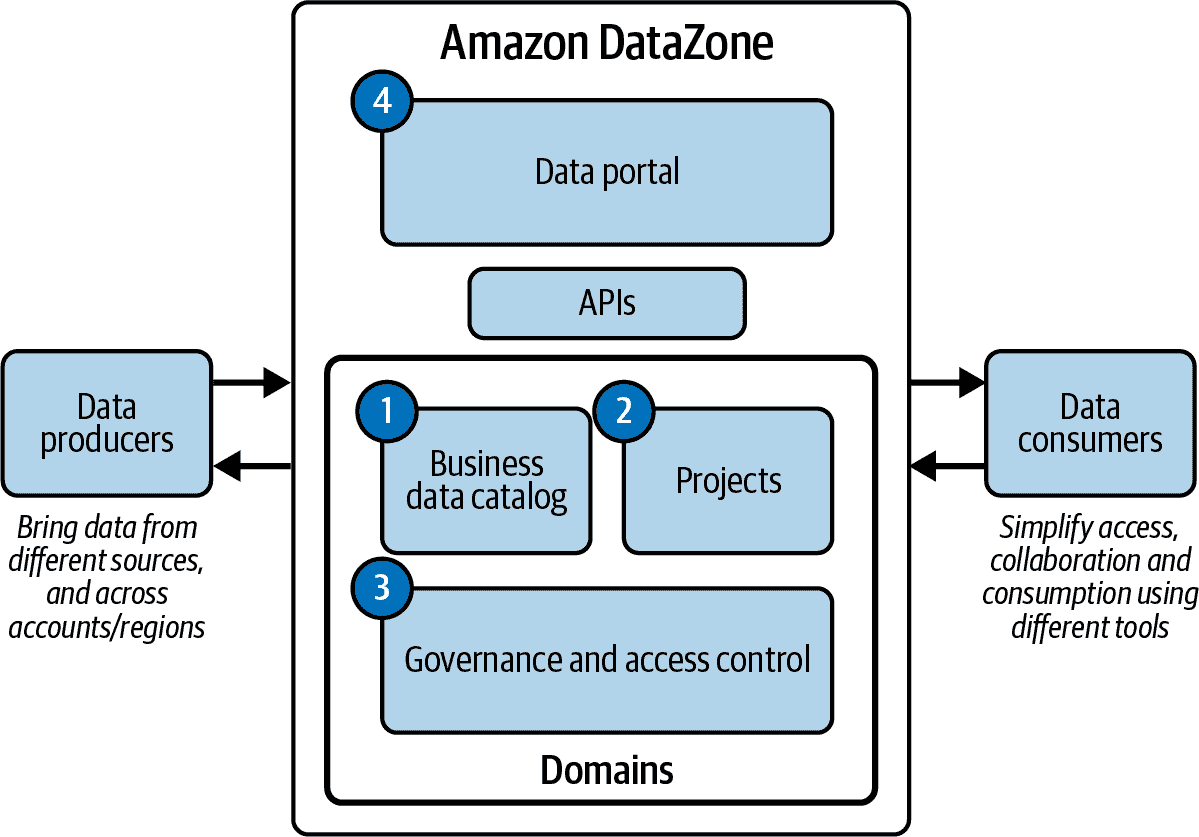 Amazon DataZone
4
Data portal
APIs
Data
producers
Bring data from
different sources,
and across
accounts/regions
1
Business
data catalog
2
Projects
3
Governance and access control
Domains
Data
consumers
Simplify access,
collaboration and
consumption using
different tools